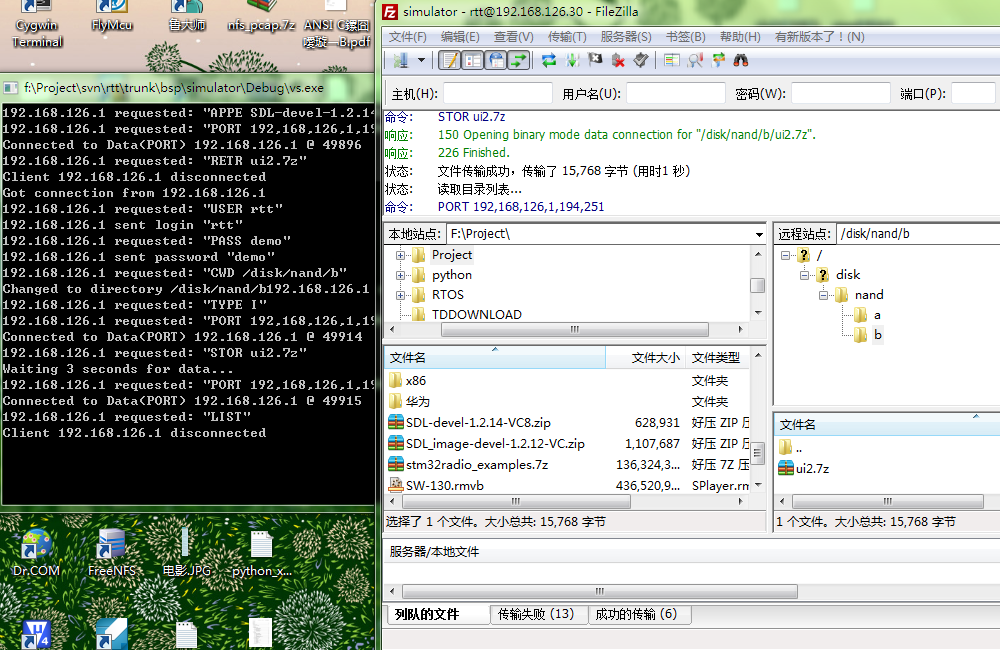 Cygwin
Terminal
FlyMcu
鲁大师
nfs_pcap.7z
ANSI C
.pdf
f:\Project\svn\rtt\trunk\bsp\simulator\Debug\vs.exe
192.168.126.1 requested: "APPE SDL-devel-1.2.14
192.168.126.1 requested: "PORT 192,168,126,1,19
Connected to Data(PORT) 192.168.126.1 @ 49896
192.168.126.1 requested: "RETR ui2.7z"
Client 192.168.126.1 disconnected
Got connection from 192.168.126.1
192.168.126.1 requested: "USER rtt"
192.168.126.1 sent login "rtt"
192.168.126.1 requested: "PASS demo"
192.168.126.1 sent password "demo"
192.168.126.1 requested: "CWD /disk/nand/b"
Changed to directory /disk/nand/b192.168.126.1
192.168.126.1 requested: "TYPE I"
192.168.126.1 requested: "PORT 192,168,126,1,19
Connected to Data(PORT) 192.168.126.1 @ 49914
192.168.126.1 requested: "STOR ui2.7z"
Waiting 3 seconds for data...
192.168.126.1 requested: "PORT 192,168,126,1,19
Connected to Data(PORT) 192.168.126.1 @ 49915
192.168.126.1 requested: "LIST"
Client 192.168.126.1 disconnected
Dr.COM
FreeNFS
电影.JPG
python_x...
simulator - rtt@192.168.126.30 - FileZilla
文件(F) 编辑(E) 查看(V) 传输(T) 服务器(S) 书签(B) 帮助(H) 有新版本了！(N)
主机(H): 用户名(U): 密码(W): 端口(P):
命令: STOR ui2.7z
响应: 150 Opening binary mode data connection for "/disk/nand/b/ui2.7z".
响应: 226 Finished.
状态: 文件传输成功，传输了 15,768 字节 (用时1 秒)
状态: 读取目录列表...
命令: PORT 192,168,126,1,194,251
本地站点: F:\Project\
Project
python
RTOS
TDDOWNLOAD
远程站点: /disk/nand/b
/
disk
nand
a
b
文件名 文件大小 文件类型
x86 文件夹
华为 文件夹
SDL-devel-1.2.14-VC8.zip 628,931 好压 ZIP 压
SDL_image-devel-1.2.12-VC.zip 1,107,687 好压 ZIP 压
stm32radio_examples.7z 136,324,3... 好压 7Z 压
SW-130.rmvb 436,520,9... SPlayer.rm
选择了 1 个文件。大小总共: 15,768 字节
文件名
..
ui2.7z
1 个文件。大小总共: 15,768 字节
服务器/本地文件
列队的文件 传输失败 (13) 成功的传输 (6)